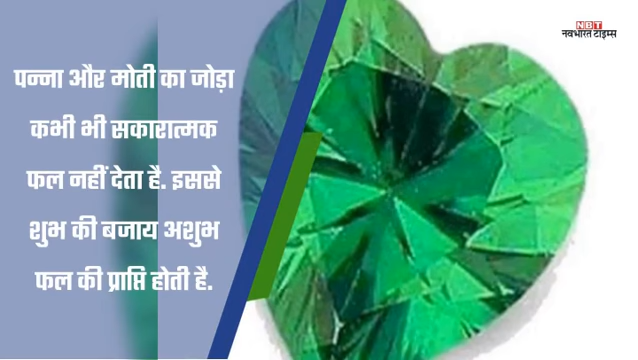 NBT
नवभारत टाइम्स
पन्ना और मोती का जोड़ा
कभी भी सकारात्मक
फल नहीं देता है. इससे
शुभ की बजाय अशुभ
फल की प्राप्ति होती है.